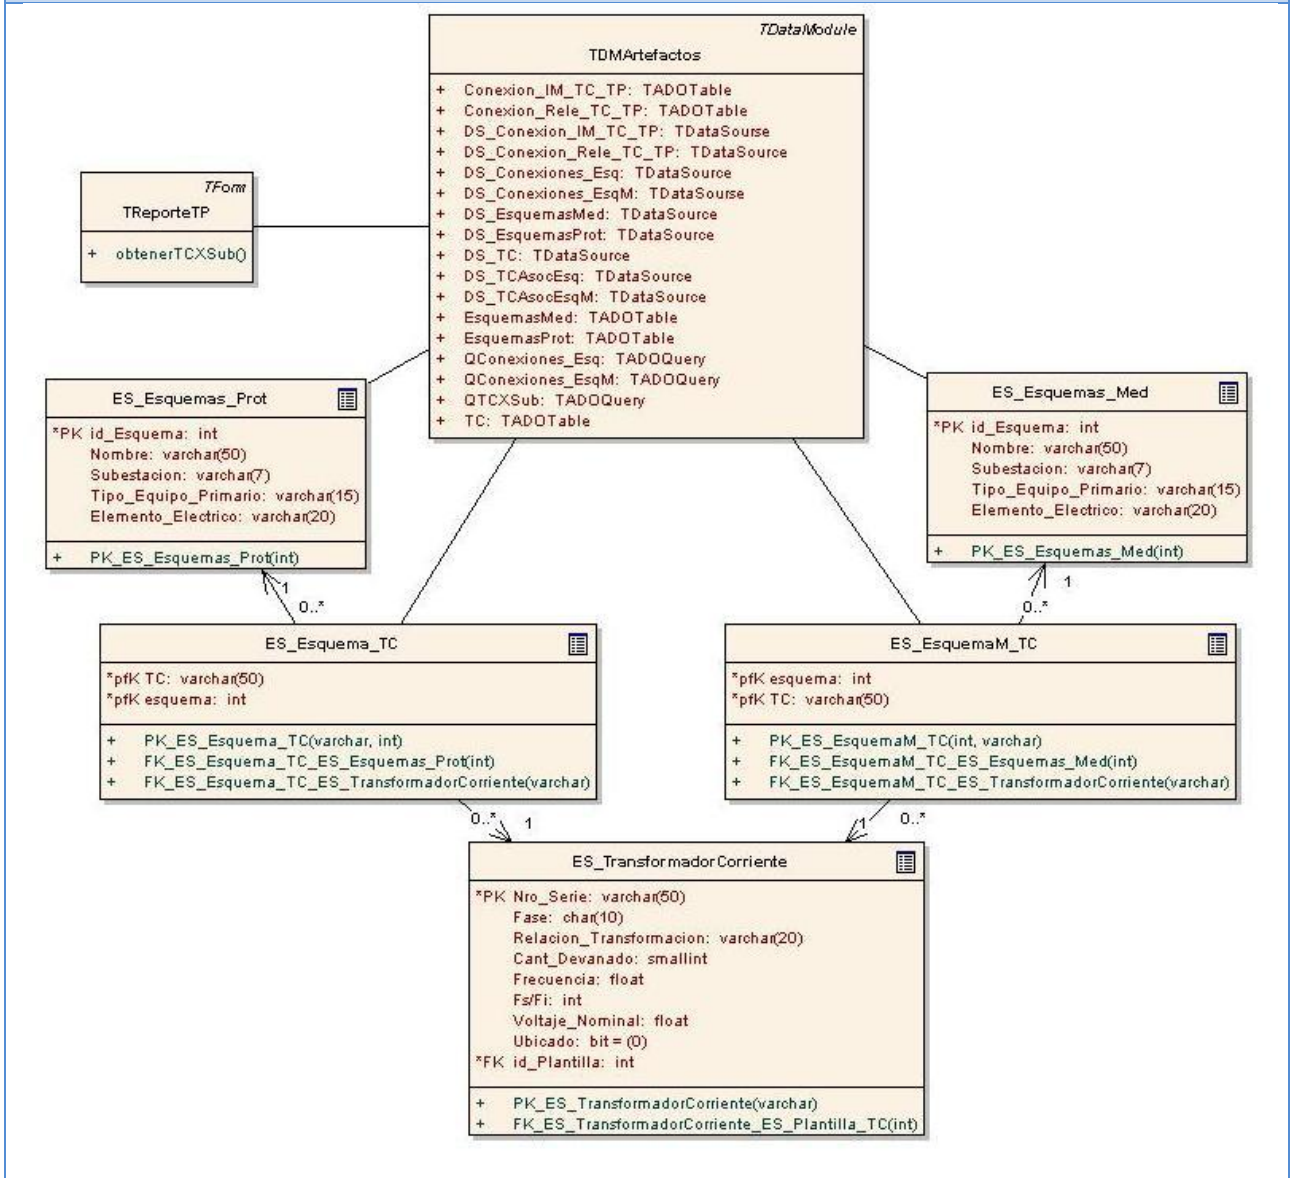 TDataModule
TDMArtefactos
+ Conexion_IM_TC_TP: TADOTable
+ Conexion_Rele_TC_TP: TADOTable
+ DS_Conexion_IM_TC_TP: TDataSourse
+ DS_Conexion_Rele_TC_TP: TDataSource
+ DS_Conexiones_Esq: TDataSource
+ DS_Conexiones_EsqM: TDataSourse
+ DS_EsquemasMed: TDataSource
+ DS_EsquemasProt: TDataSource
+ DS_TC: TDataSource
+ DS_TCAsocEsq: TDataSource
+ DS_TCAsocEsqM: TDataSource
+ EsquemasMed: TADOTable
+ EsquemasProt: TADOTable
+ QConexiones_Esq: TADOQuery
+ QConexiones_EsqM: TADOQuery
+ QTCXSub: TADOQuery
+ TC: TADOTable
TForm
TReporteTP
+ obtenerTCXSub()
ES_Esquemas_Prot
*PK id_Esquema: int
Nombre: varchar(50)
Subestacion: varchar(7)
Tipo_Equipo_Primario: varchar(15)
Elemento_Electrico: varchar(20)
+ PK_ES_Esquemas_Prot(int)
ES_Esquemas_Med
*PK id_Esquema: int
Nombre: varchar(50)
Subestacion: varchar(7)
Tipo_Equipo_Primario: varchar(15)
Elemento_Electrico: varchar(20)
+ PK_ES_Esquemas_Med(int)
1
0..*
1
0..*
ES_Esquema_TC
*pfK TC: varchar(50)
*pfK esquema: int
+ PK_ES_Esquema_TC(varchar, int)
+ FK_ES_Esquema_TC_ES_Esquemas_Prot(int)
+ FK_ES_Esquema_TC_ES_TransformadorCorriente(varchar)
ES_EsquemaM_TC
*pfK esquema: int
*pfK TC: varchar(50)
+ PK_ES_EsquemaM_TC(int, varchar)
+ FK_ES_EsquemaM_TC_ES_Esquemas_Med(int)
+ FK_ES_EsquemaM_TC_ES_TransformadorCorriente(varchar)
0..*
1
1
0..*
ES_TransformadorCorriente
*PK Nro_Serie: varchar(50)
Fase: char(10)
Relacion_Transformacion: varchar(20)
Cant_Devanado: smallint
Frecuencia: float
Fs/Fi: int
Voltaje_Nominal: float
Ubicado: bit = (0)
*FK id_Plantilla: int
+ PK_ES_TransformadorCorriente(varchar)
+ FK_ES_TransformadorCorriente_ES_Plantilla_TC(int)